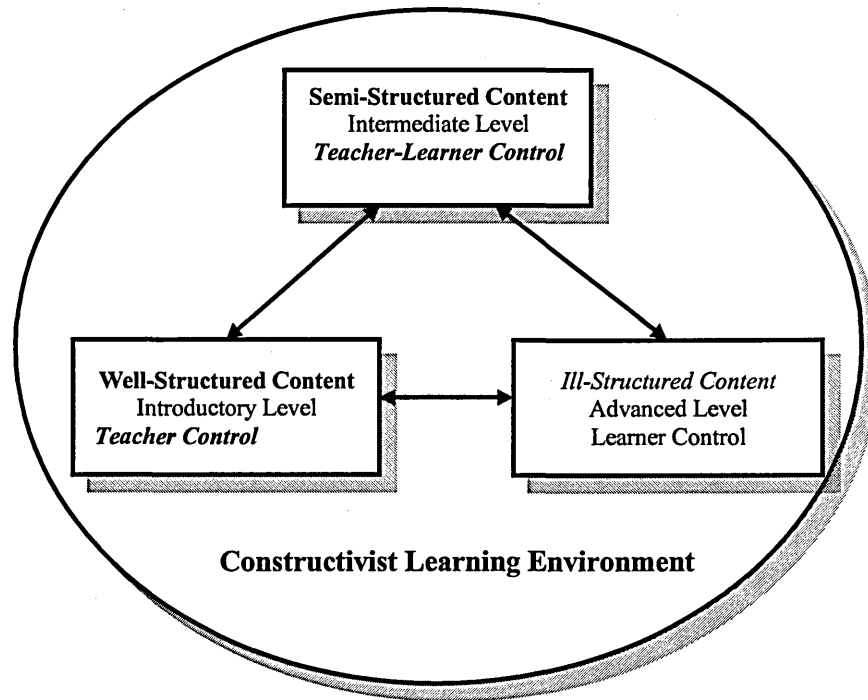 Semi-Structured Content
Intermediate Level
Teacher-Learner Control
Well-Structured Content
Introductory Level
Teacher Control
Ill-Structured Content
Advanced Level
Learner Control
Constructivist Learning Environment